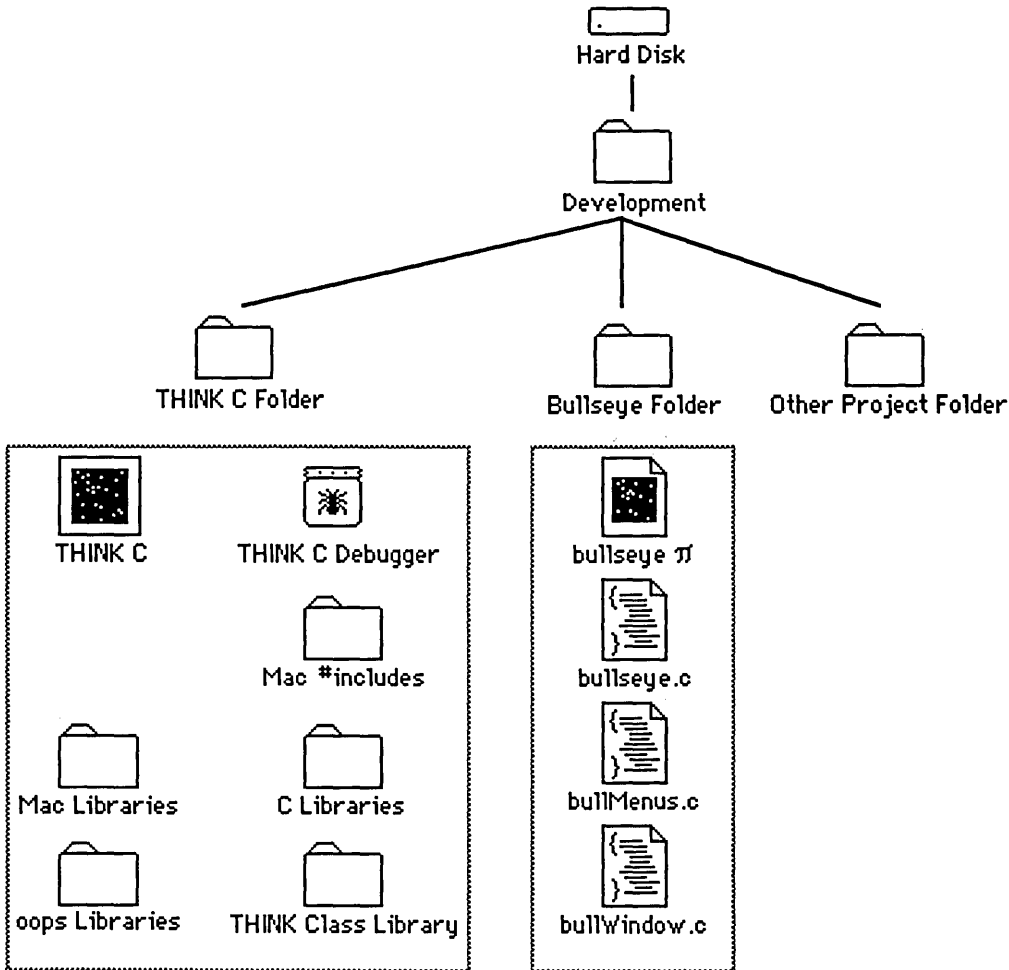 Hard Disk
Development
THINK C Folder
Bullseye Folder
Other Project Folder
THINK C
THINK C Debugger
Mac #includes
Mac Libraries
C Libraries
oops Libraries
THINK Class Library
bullseye π
bullseye.c
bullMenus.c
bullWindow.c